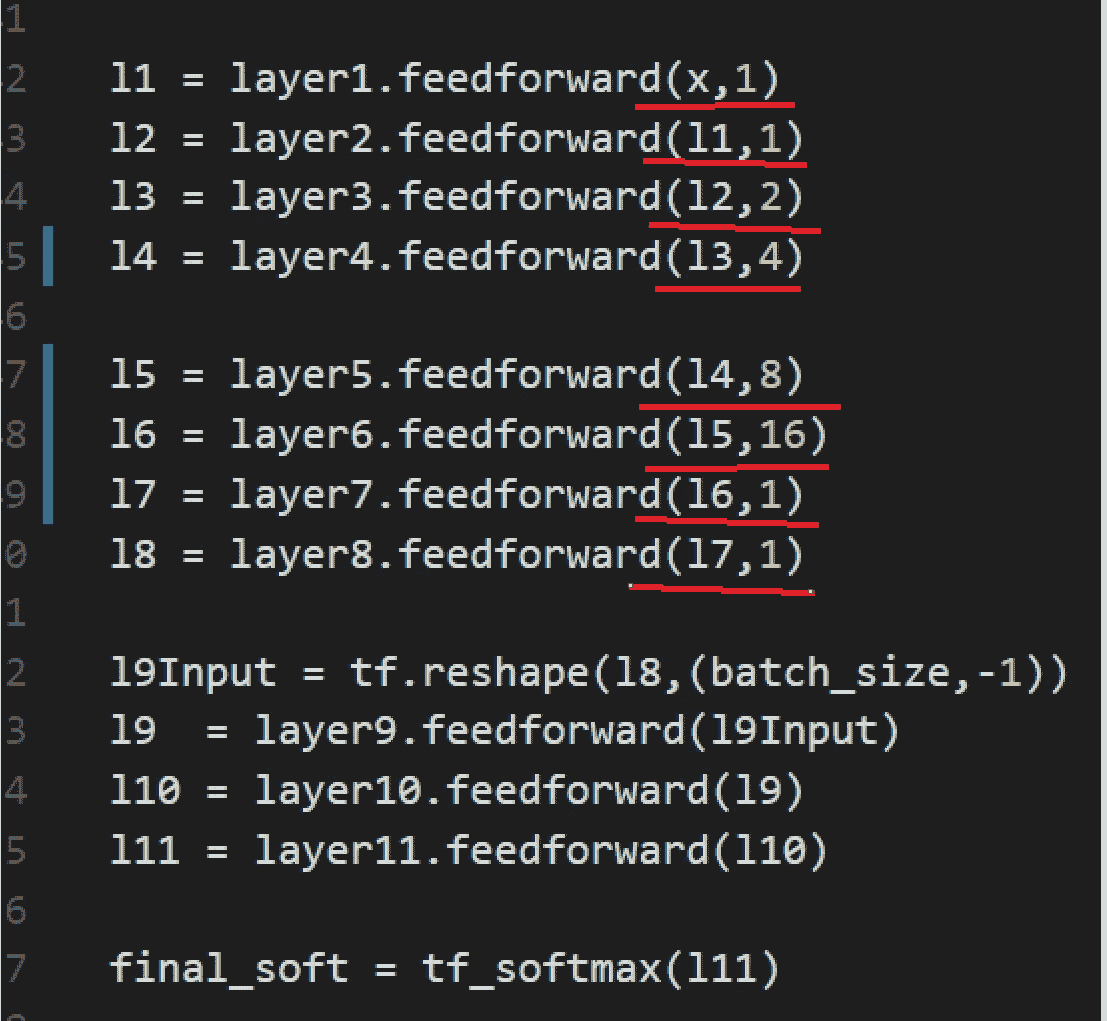 1
2 l1 = layer1.feedforward(x,1)
3 l2 = layer2.feedforward(l1,1)
4 l3 = layer3.feedforward(l2,2)
5 l4 = layer4.feedforward(l3,4)
6
7 l5 = layer5.feedforward(l4,8)
8 l6 = layer6.feedforward(l5,16)
9 l7 = layer7.feedforward(l6,1)
0 l8 = layer8.feedforward(l7,1)
1
2 l9Input = tf.reshape(l8,(batch_size,-1))
3 l9  = layer9.feedforward(l9Input)
4 l10 = layer10.feedforward(l9)
5 l11 = layer11.feedforward(l10)
6
7 final_soft = tf_softmax(l11)